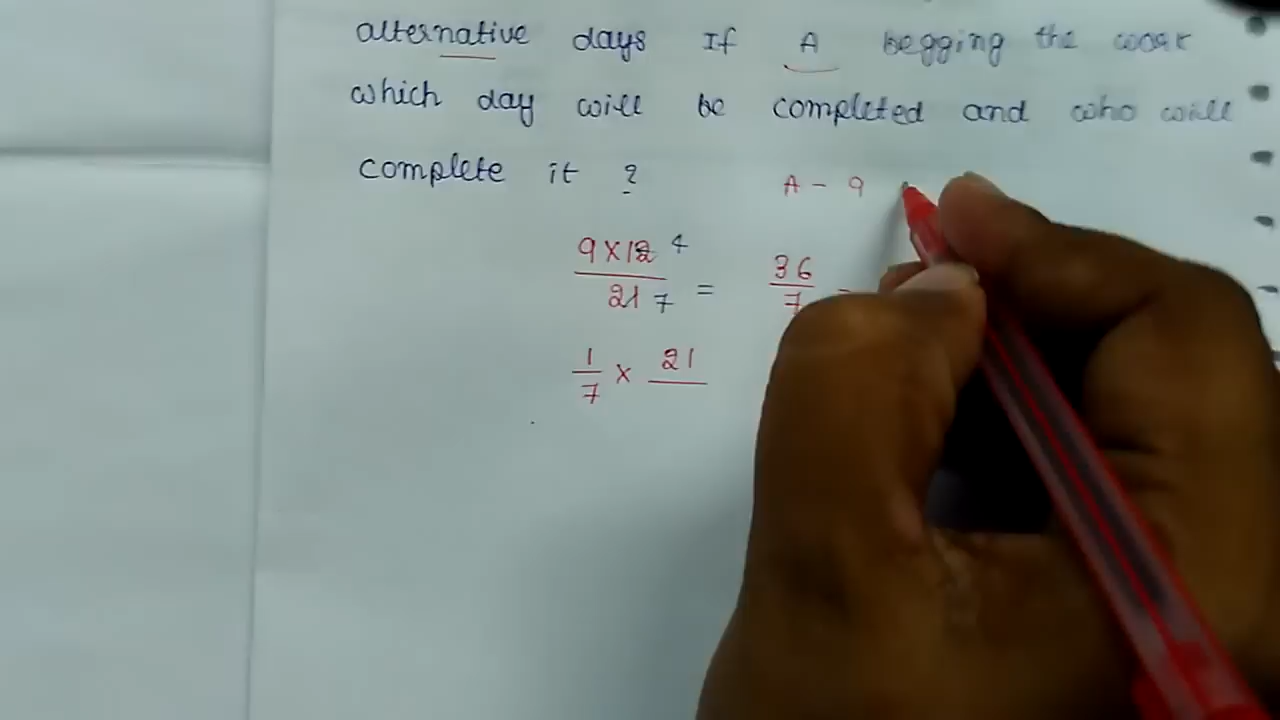 alternative days If A begging the work
which day will be completed and who will
complete it ?
A - 9
9 X 12 4
21 7 = 36
7 -
1 X 21
7